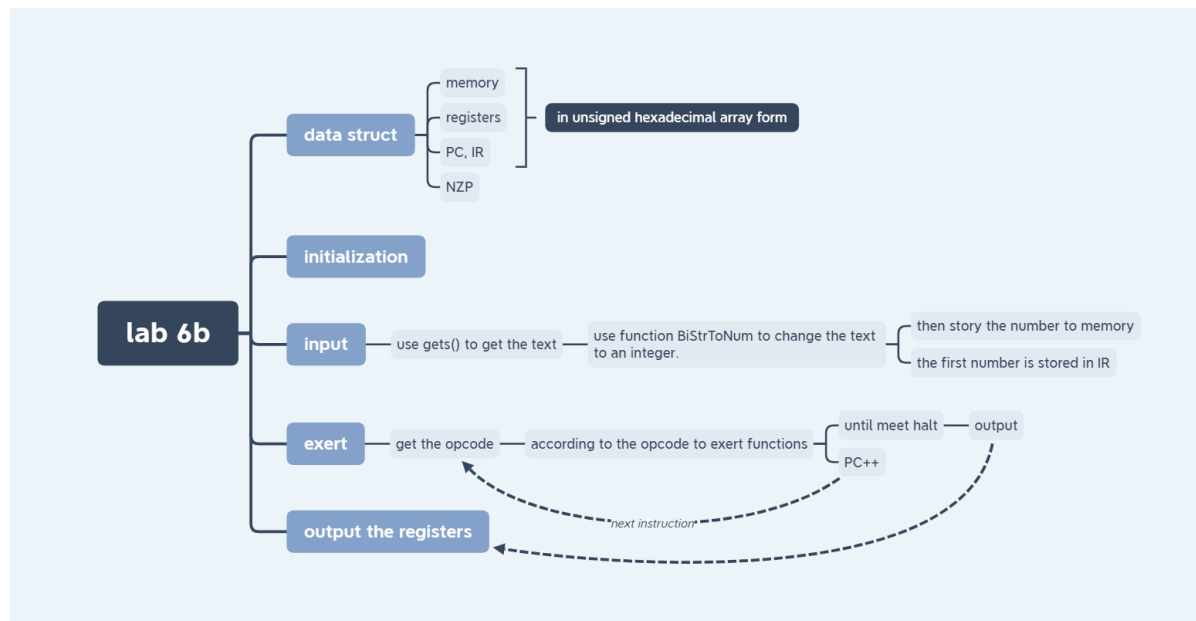 lab 6b
data struct
memory
registers
PC, IR
NZP
in unsigned hexadecimal array form
initialization
input
use gets() to get the text
use function BiStrToNum to change the text
to an integer.
then story the number to memory
the first number is stored in IR
exert
get the opcode
according to the opcode to exert functions
until meet halt
output
PC++
next instruction
output the registers